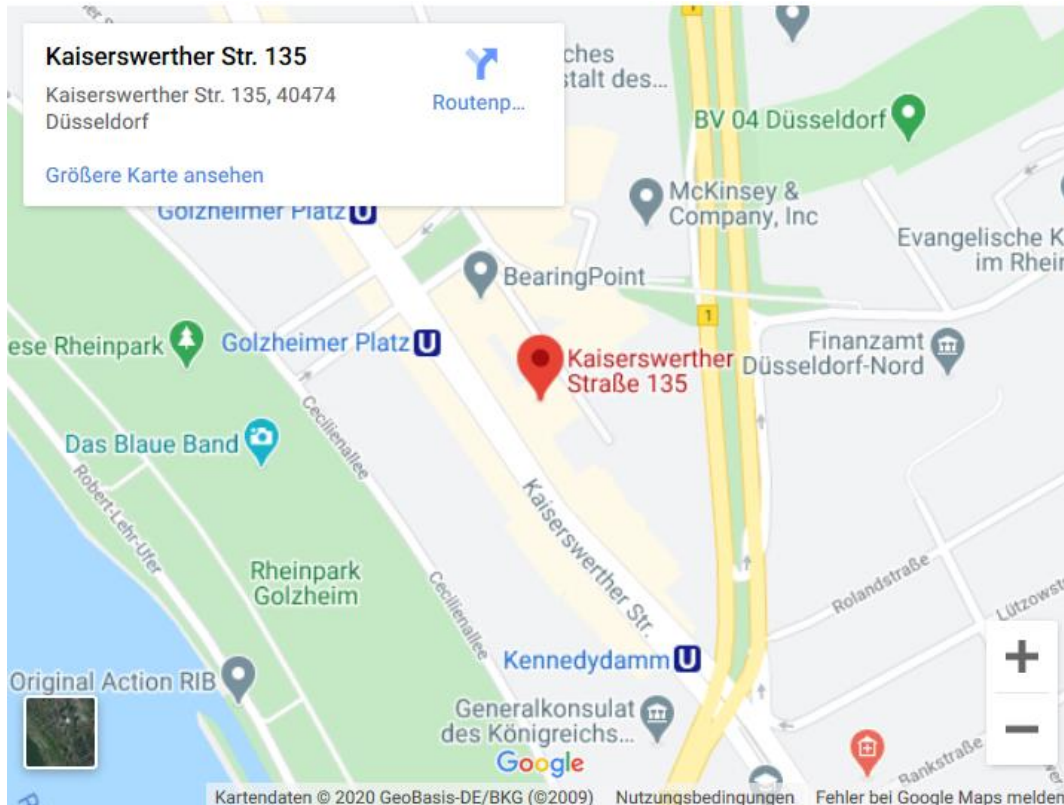 Kaiserswerther Str. 135
Kaiserswerther Str. 135, 40474
Düsseldorf
Routenp...
Größere Karte ansehen
ches
stalt des...
1
BV 04 Düsseldorf
McKinsey &
Company, Inc
Golzheimer Platz U
Evangelische K
im Rhein
BearingPoint
1
ese Rheinpark
Golzheimer Platz U
Kaiserswerther
Straße 135
Finanzamt
Düsseldorf-Nord
Das Blaue Band
Cecilienallee
Robert-Lehr-Ufer
Kaiserswerther Str.
Rheinpark
Golzheim
Cecilienallee
Rolandstraße
Lützowst
Kennedydamm U
Original Action RIB
Generalkonsulat
des Königreichs...
+
−
Google
Bankstraße
Kartendaten © 2020 GeoBasis-DE/BKG (©2009)
Nutzungsbedingungen
Fehler bei Google Maps melde